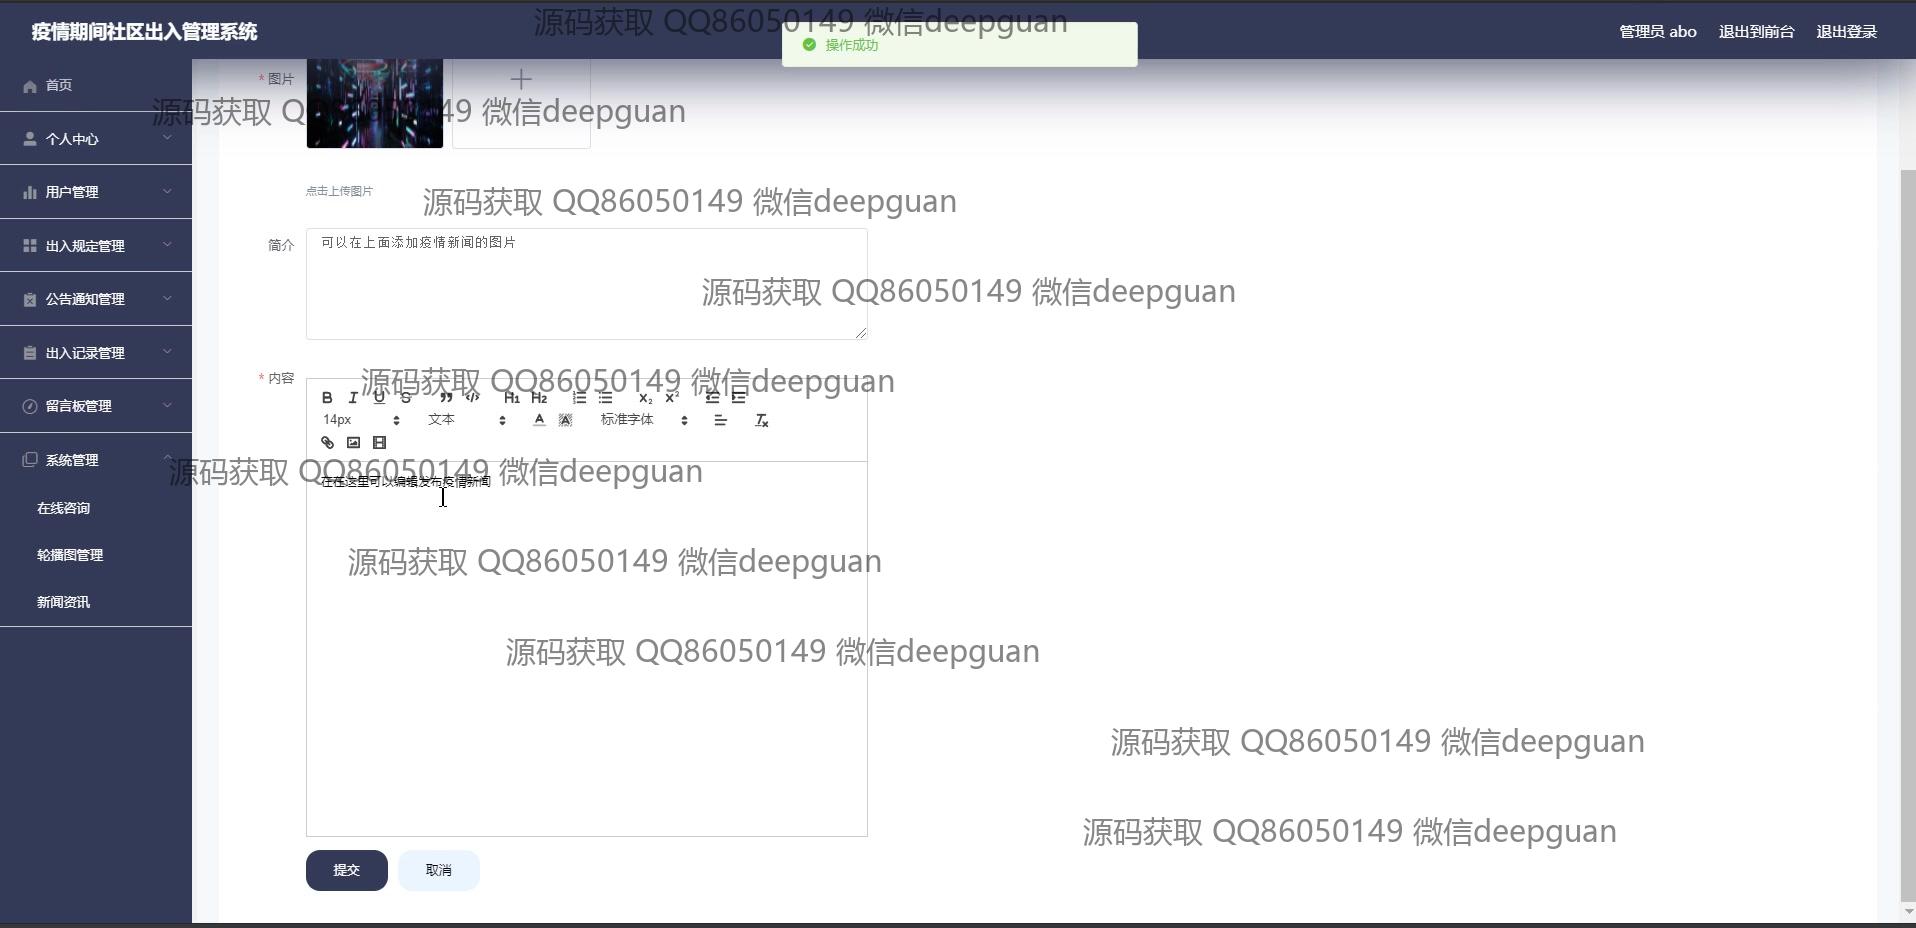 疫情期间社区出入管理系统
源码获取 QQ86050149 微信deepguan
操作成功
管理员 abo
退出到前台
退出登录
首页
* 图片
源码获取 QQ86050149 微信deepguan
个人中心
用户管理
点击上传图片
源码获取 QQ86050149 微信deepguan
出入规定管理
简介
可以在上面添加疫情新闻的图片
公告通知管理
源码获取 QQ86050149 微信deepguan
出入记录管理
* 内容
源码获取 QQ86050149 微信deepguan
B I U S ” </> H1 H2 X2 X2
留言板管理
14px 文本 A A 标准字体 Tx
系统管理
源码获取 QQ86050149 微信deepguan
在在这里可以编辑发布疫情新闻
在线咨询
轮播图管理
源码获取 QQ86050149 微信deepguan
新闻资讯
源码获取 QQ86050149 微信deepguan
源码获取 QQ86050149 微信deepguan
源码获取 QQ86050149 微信deepguan
提交
取消